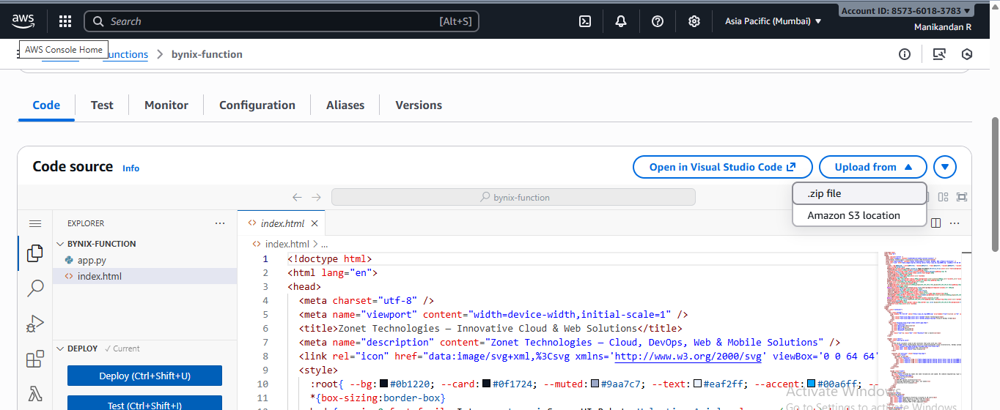 aws
Search
[Alt+S]
Asia Pacific (Mumbai)
Account ID: 8573-6018-3783
Manikandan R
AWS Console Home
unctions
bynix-function
Code
Test
Monitor
Configuration
Aliases
Versions
Code source
Info
Open in Visual Studio Code
Upload from
.zip file
Amazon S3 location
bynix-function
EXPLORER
BYNIX-FUNCTION
app.py
index.html
DEPLOY
Current
Deploy (Ctrl+Shift+U)
Test (Ctrl+Shift+I)
index.html
index.html > ...
1 <!doctype html>
2 <html lang="en">
3 <head>
4 <meta charset="utf-8" />
5 <meta name="viewport" content="width=device-width,initial-scale=1" />
6 <title>Zonet Technologies — Innovative Cloud & Web Solutions</title>
7 <meta name="description" content="Zonet Technologies — Cloud, DevOps, Web & Mobile Solutions" />
8 <link rel="icon" href="data:image/svg+xml,%3Csvg xmlns='http://www.w3.org/2000/svg' viewBox='0 0 64 64'
9 <style>
10 :root{ --bg:#0b1220; --card:#0f1724; --muted:#9aa7c7; --text:#eaf2ff; --accent:#00a6ff; --
11 *{box-sizing:border-box}
Activate Windows
Go to Settings to activate Windows.